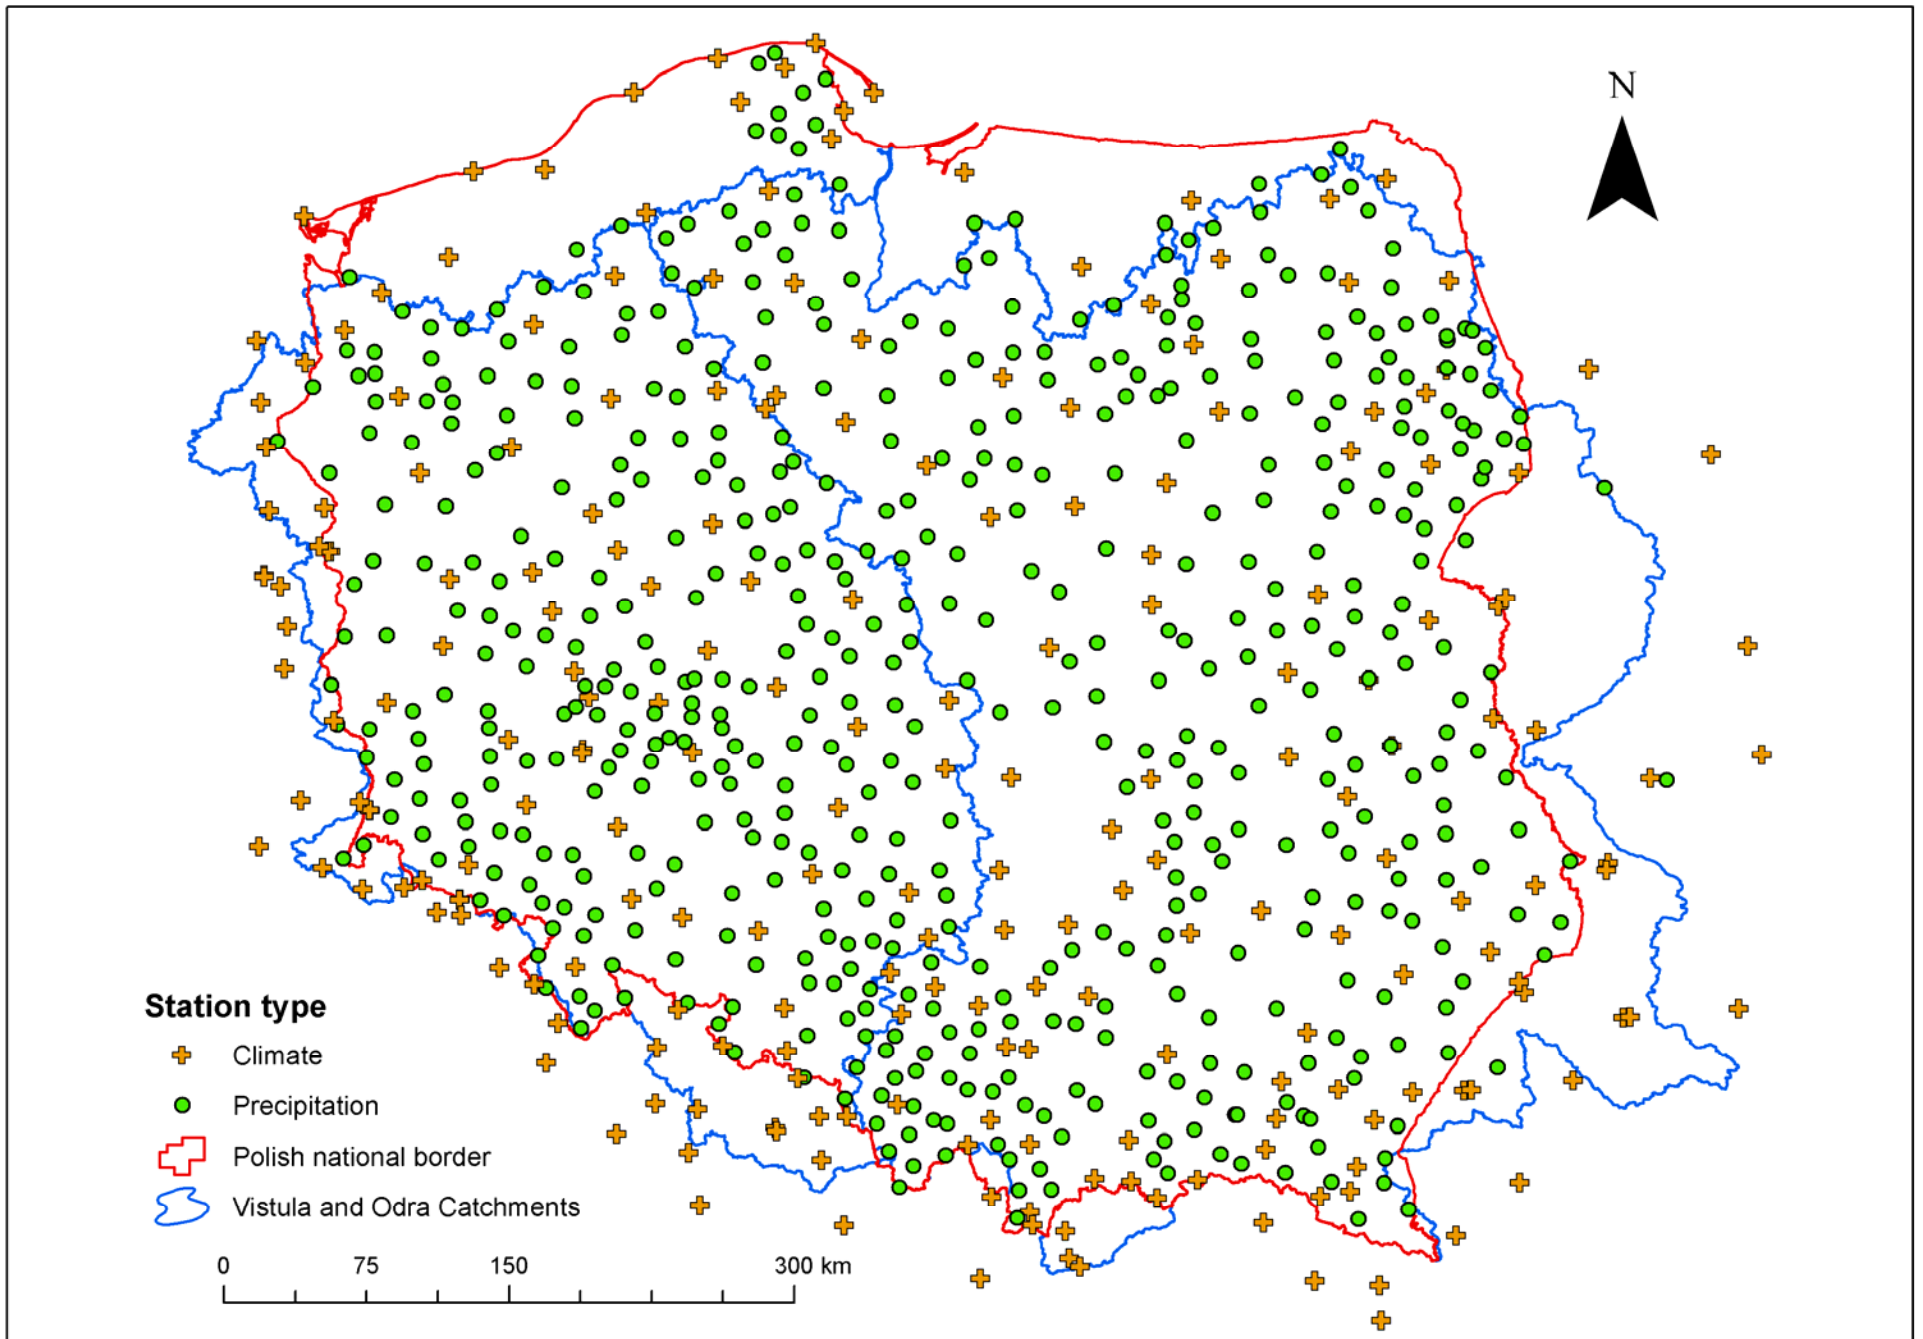 N
Station type
Climate
Precipitation
Polish national border
Vistula and Odra Catchments
0 75 150 300 km